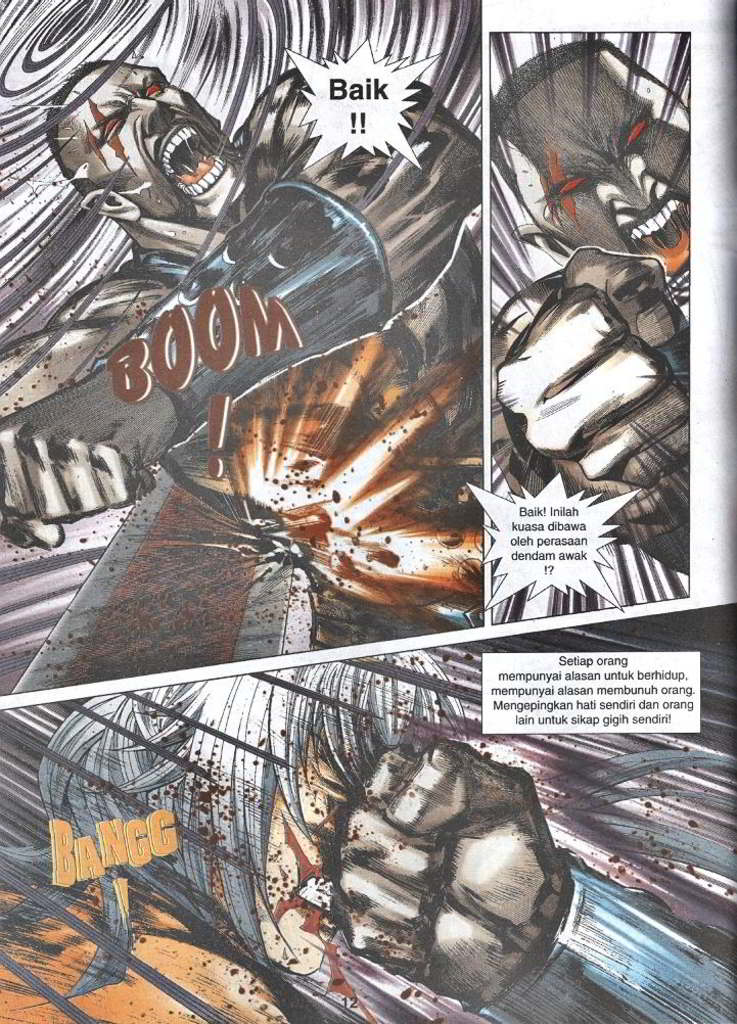 Baik
!!
BOOM
!
Baik! Inilah
kuasa dibawa
oleh perasaan
dendam awak
!?
Setiap orang
mempunyai alasan untuk berhidup,
mempunyai alasan membunuh orang.
Mengepingkan hati sendiri dan orang
lain untuk sikap gigih sendiri!
BANGG
!
12